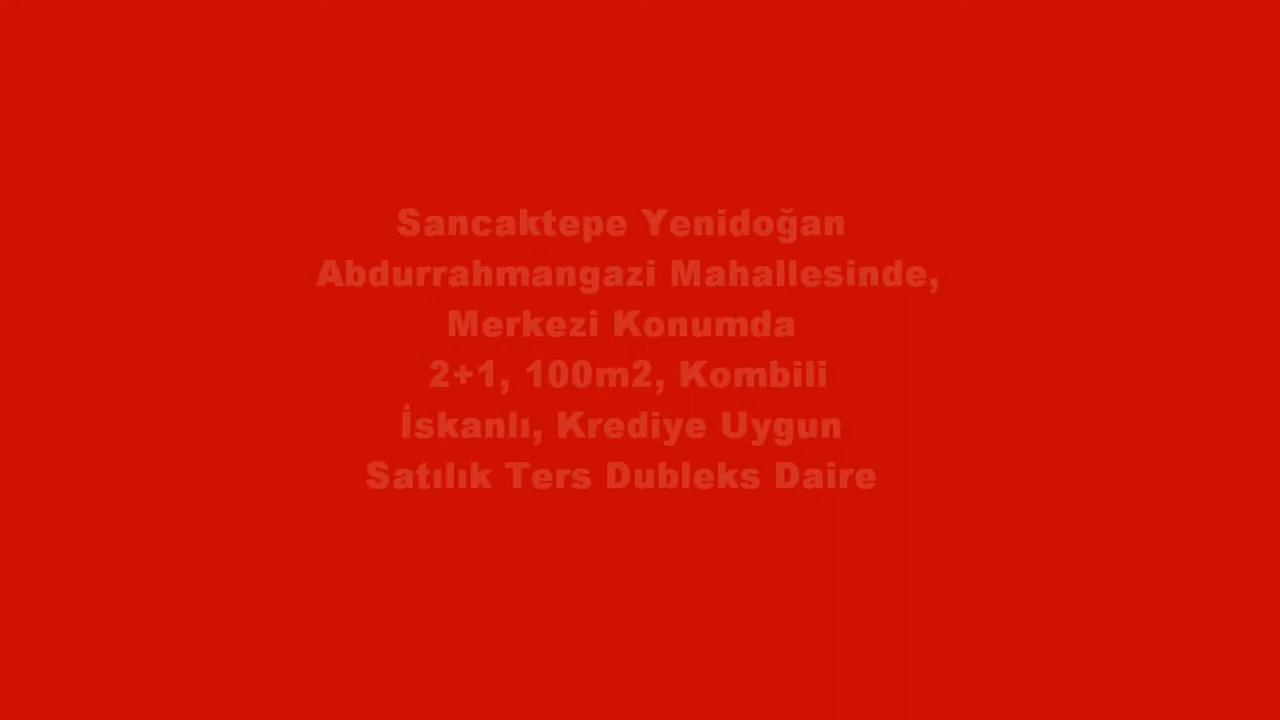 Sancaktepe Yenidoğan
Abdurrahmangazi Mahallesinde,
Merkezi Konumda
2+1, 100m2, Kombili
İskanlı, Krediye Uygun
Satılık Ters Dubleks Daire